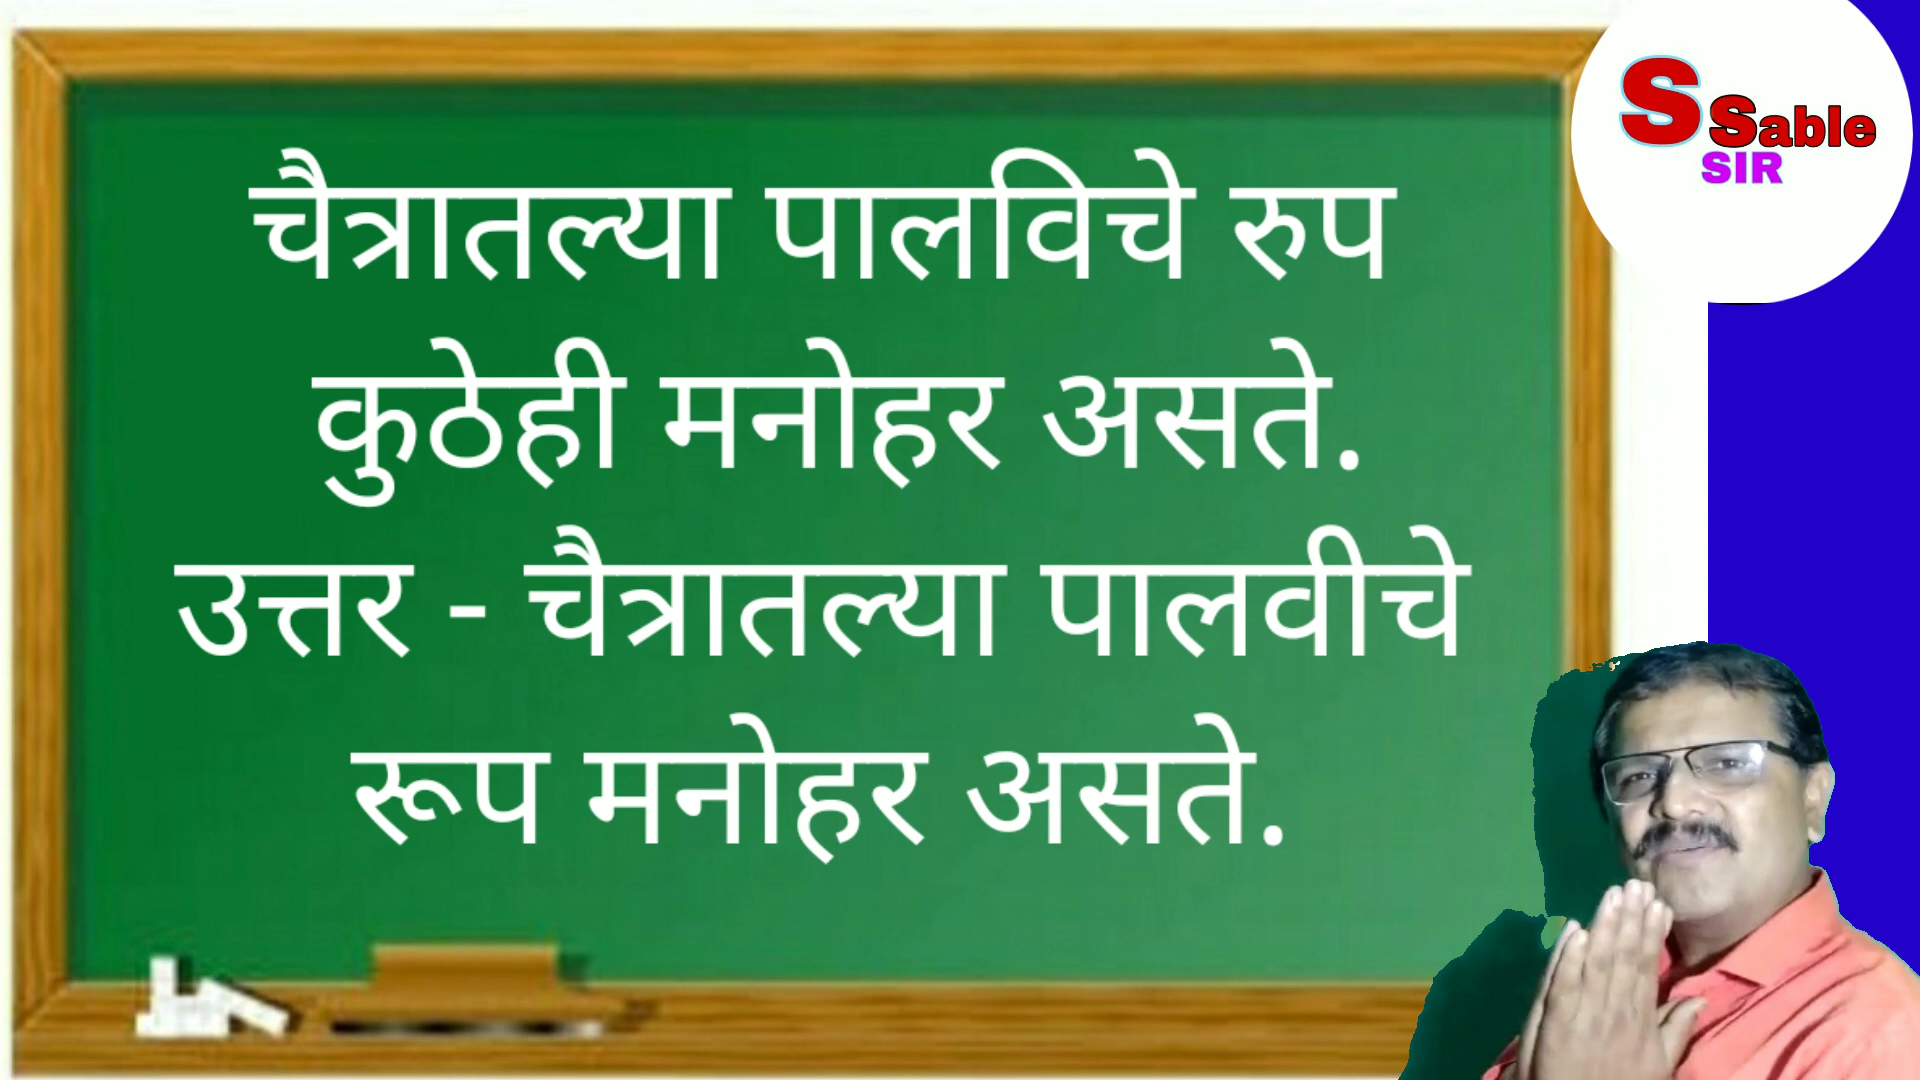 चैत्रातल्या पालविचे रुप
कुठेही मनोहर असते.
उत्तर - चैत्रातल्या पालवीचे
रूप मनोहर असते.
S Sable
SIR